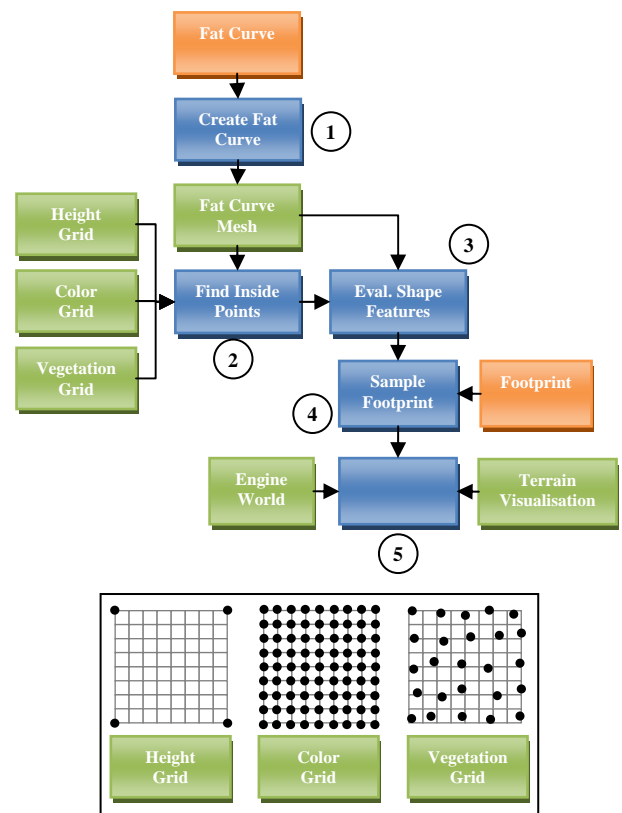 Fat Curve
Create Fat
Curve
1
Fat Curve
Mesh
Height
Grid
3
Color
Grid
Find Inside
Points
Eval. Shape
Features
2
Vegetation
Grid
Sample
Footprint
Footprint
4
Engine
World
Terrain
Visualisation
5
Height
Grid
Color
Grid
Vegetation
Grid